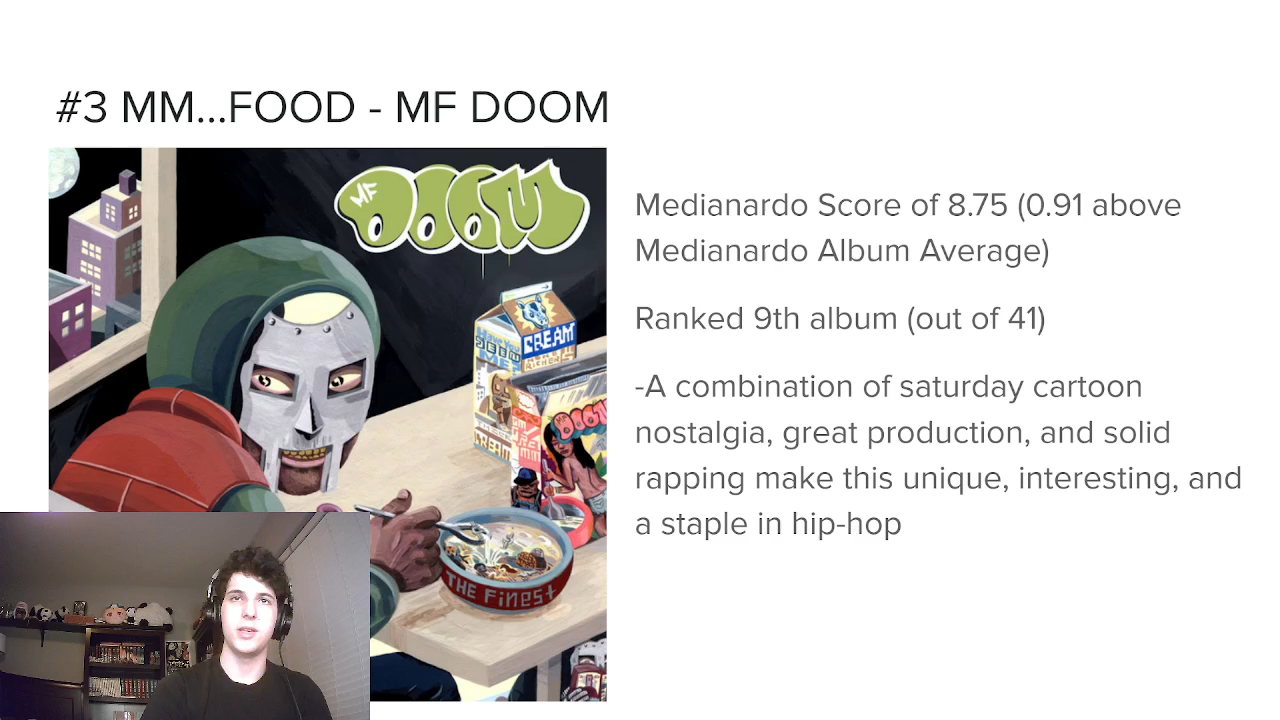 #3 MM...FOOD - MF DOOM
MF
DOOM
CREAM
MF
DOOM
THE FINEST
Medianardo Score of 8.75 (0.91 above
Medianardo Album Average)
Ranked 9th album (out of 41)
-A combination of saturday cartoon
nostalgia, great production, and solid
rapping make this unique, interesting, and
a staple in hip-hop